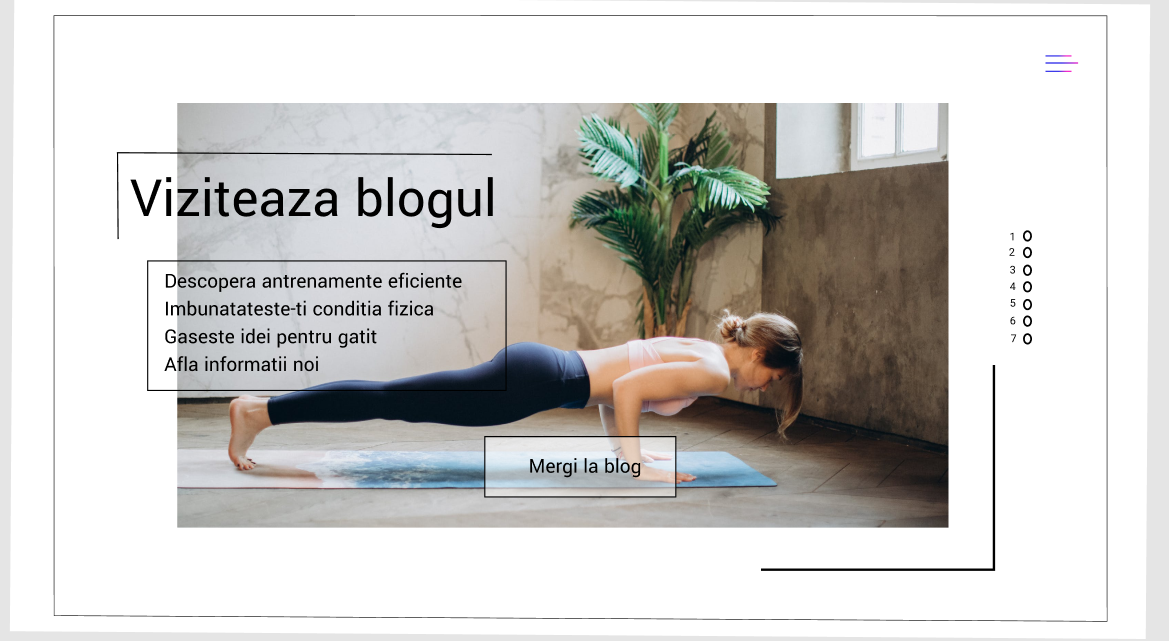 Viziteaza blogul
Descopera antrenamente eficiente
Imbunatateste-ti conditia fizica
Gaseste idei pentru gatit
Afla informatii noi
Mergi la blog
1 O
2 O
3 O
4 O
5 O
6 O
7 O